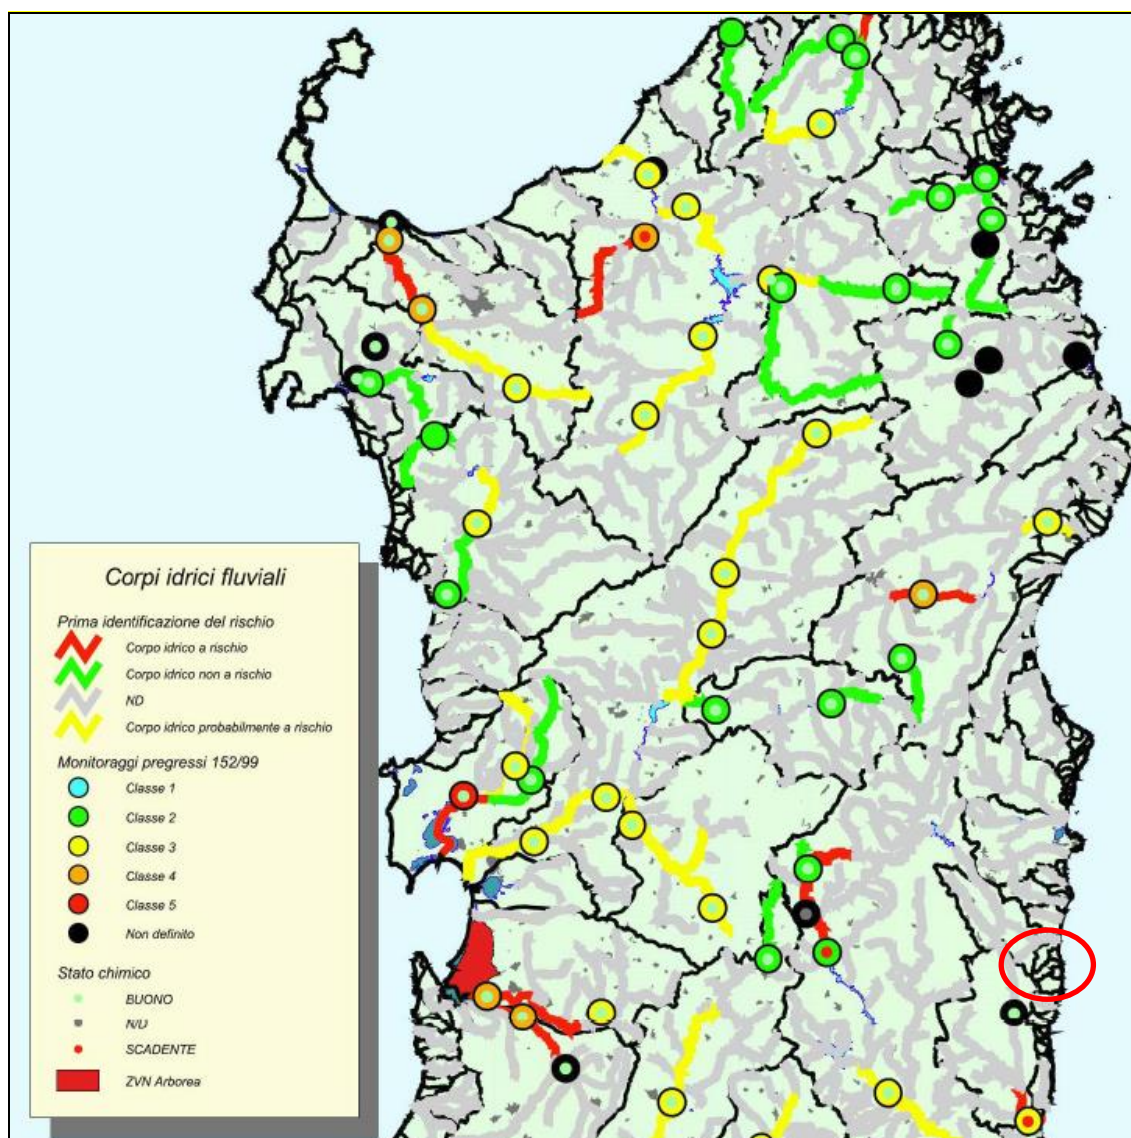 Corpi idrici fluviali
Prima identificazione del rischio
Corpo idrico a rischio
Corpo idrico non a rischio
ND
Corpo idrico probabilmente a rischio
Monitoraggi pregressi 152/99
Classe 1
Classe 2
Classe 3
Classe 4
Classe 5
Non definito
Stato chimico
BUONO
N/D
SCADENTE
ZVN Arborea